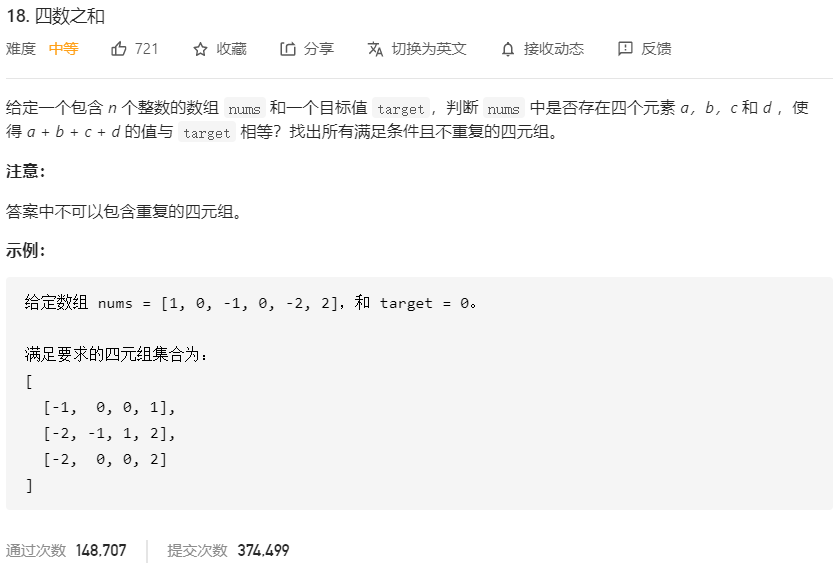 18. 四数之和
难度 中等 721 收藏 分享 切换为英文 接收动态 反馈
给定一个包含 n 个整数的数组 nums 和一个目标值 target，判断 nums 中是否存在四个元素 a，b，c 和 d ，使
得 a + b + c + d 的值与 target 相等？找出所有满足条件且不重复的四元组。
注意：
答案中不可以包含重复的四元组。
示例：
给定数组 nums = [1, 0, -1, 0, -2, 2]，和 target = 0。
满足要求的四元组集合为：
[
[-1,  0, 0, 1],
[-2, -1, 1, 2],
[-2,  0, 0, 2]
]
通过次数 148,707 提交次数 374,499